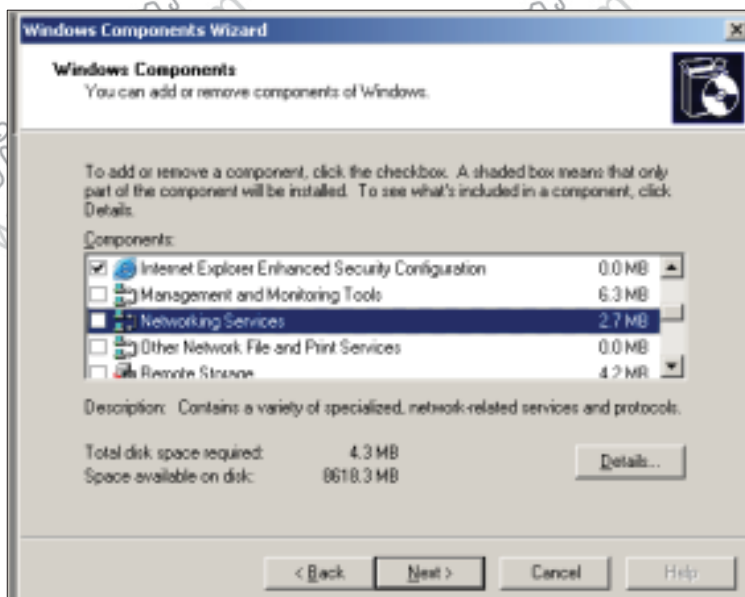 Windows Components Wizard
Windows Components
You can add or remove components of Windows.
To add or remove a component, click the checkbox. A shaded box means that only
part of the component will be installed. To see what's included in a component, click
Details.
Components:
Internet Explorer Enhanced Security Configuration 0.0 MB
Management and Monitoring Tools 6.3 MB
Networking Services 2.7 MB
Other Network File and Print Services 0.0 MB
Remote Storage 4.2 MB
Description: Contains a variety of specialized, network-related services and protocols.
Total disk space required: 4.3 MB
Space available on disk: 8618.3 MB
Details...
< Back Next > Cancel Help